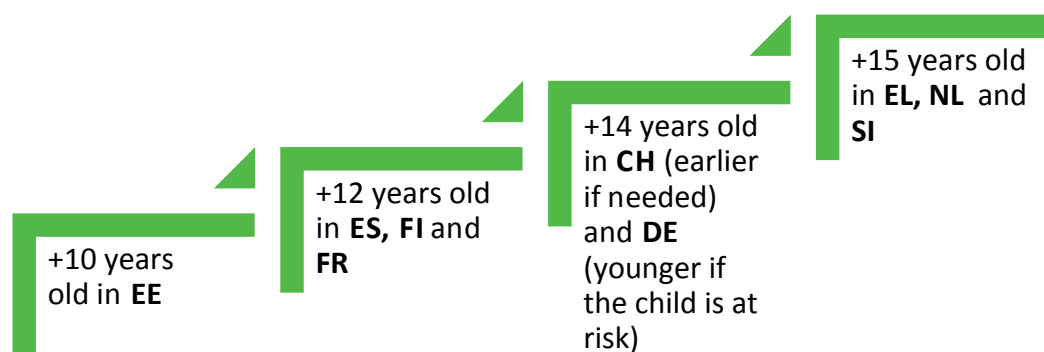 +10 years
old in EE
+12 years old
in ES, FI and
FR
+14 years old
in CH (earlier
if needed)
and DE
(younger if
the child is at
risk)
+15 years old
in EL, NL and
SI